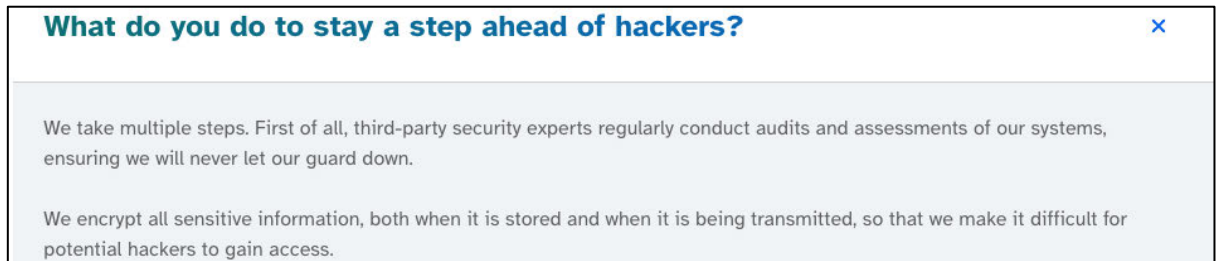 What do you do to stay a step ahead of hackers?
We take multiple steps. First of all, third-party security experts regularly conduct audits and assessments of our systems,
ensuring we will never let our guard down.
We encrypt all sensitive information, both when it is stored and when it is being transmitted, so that we make it difficult for
potential hackers to gain access.